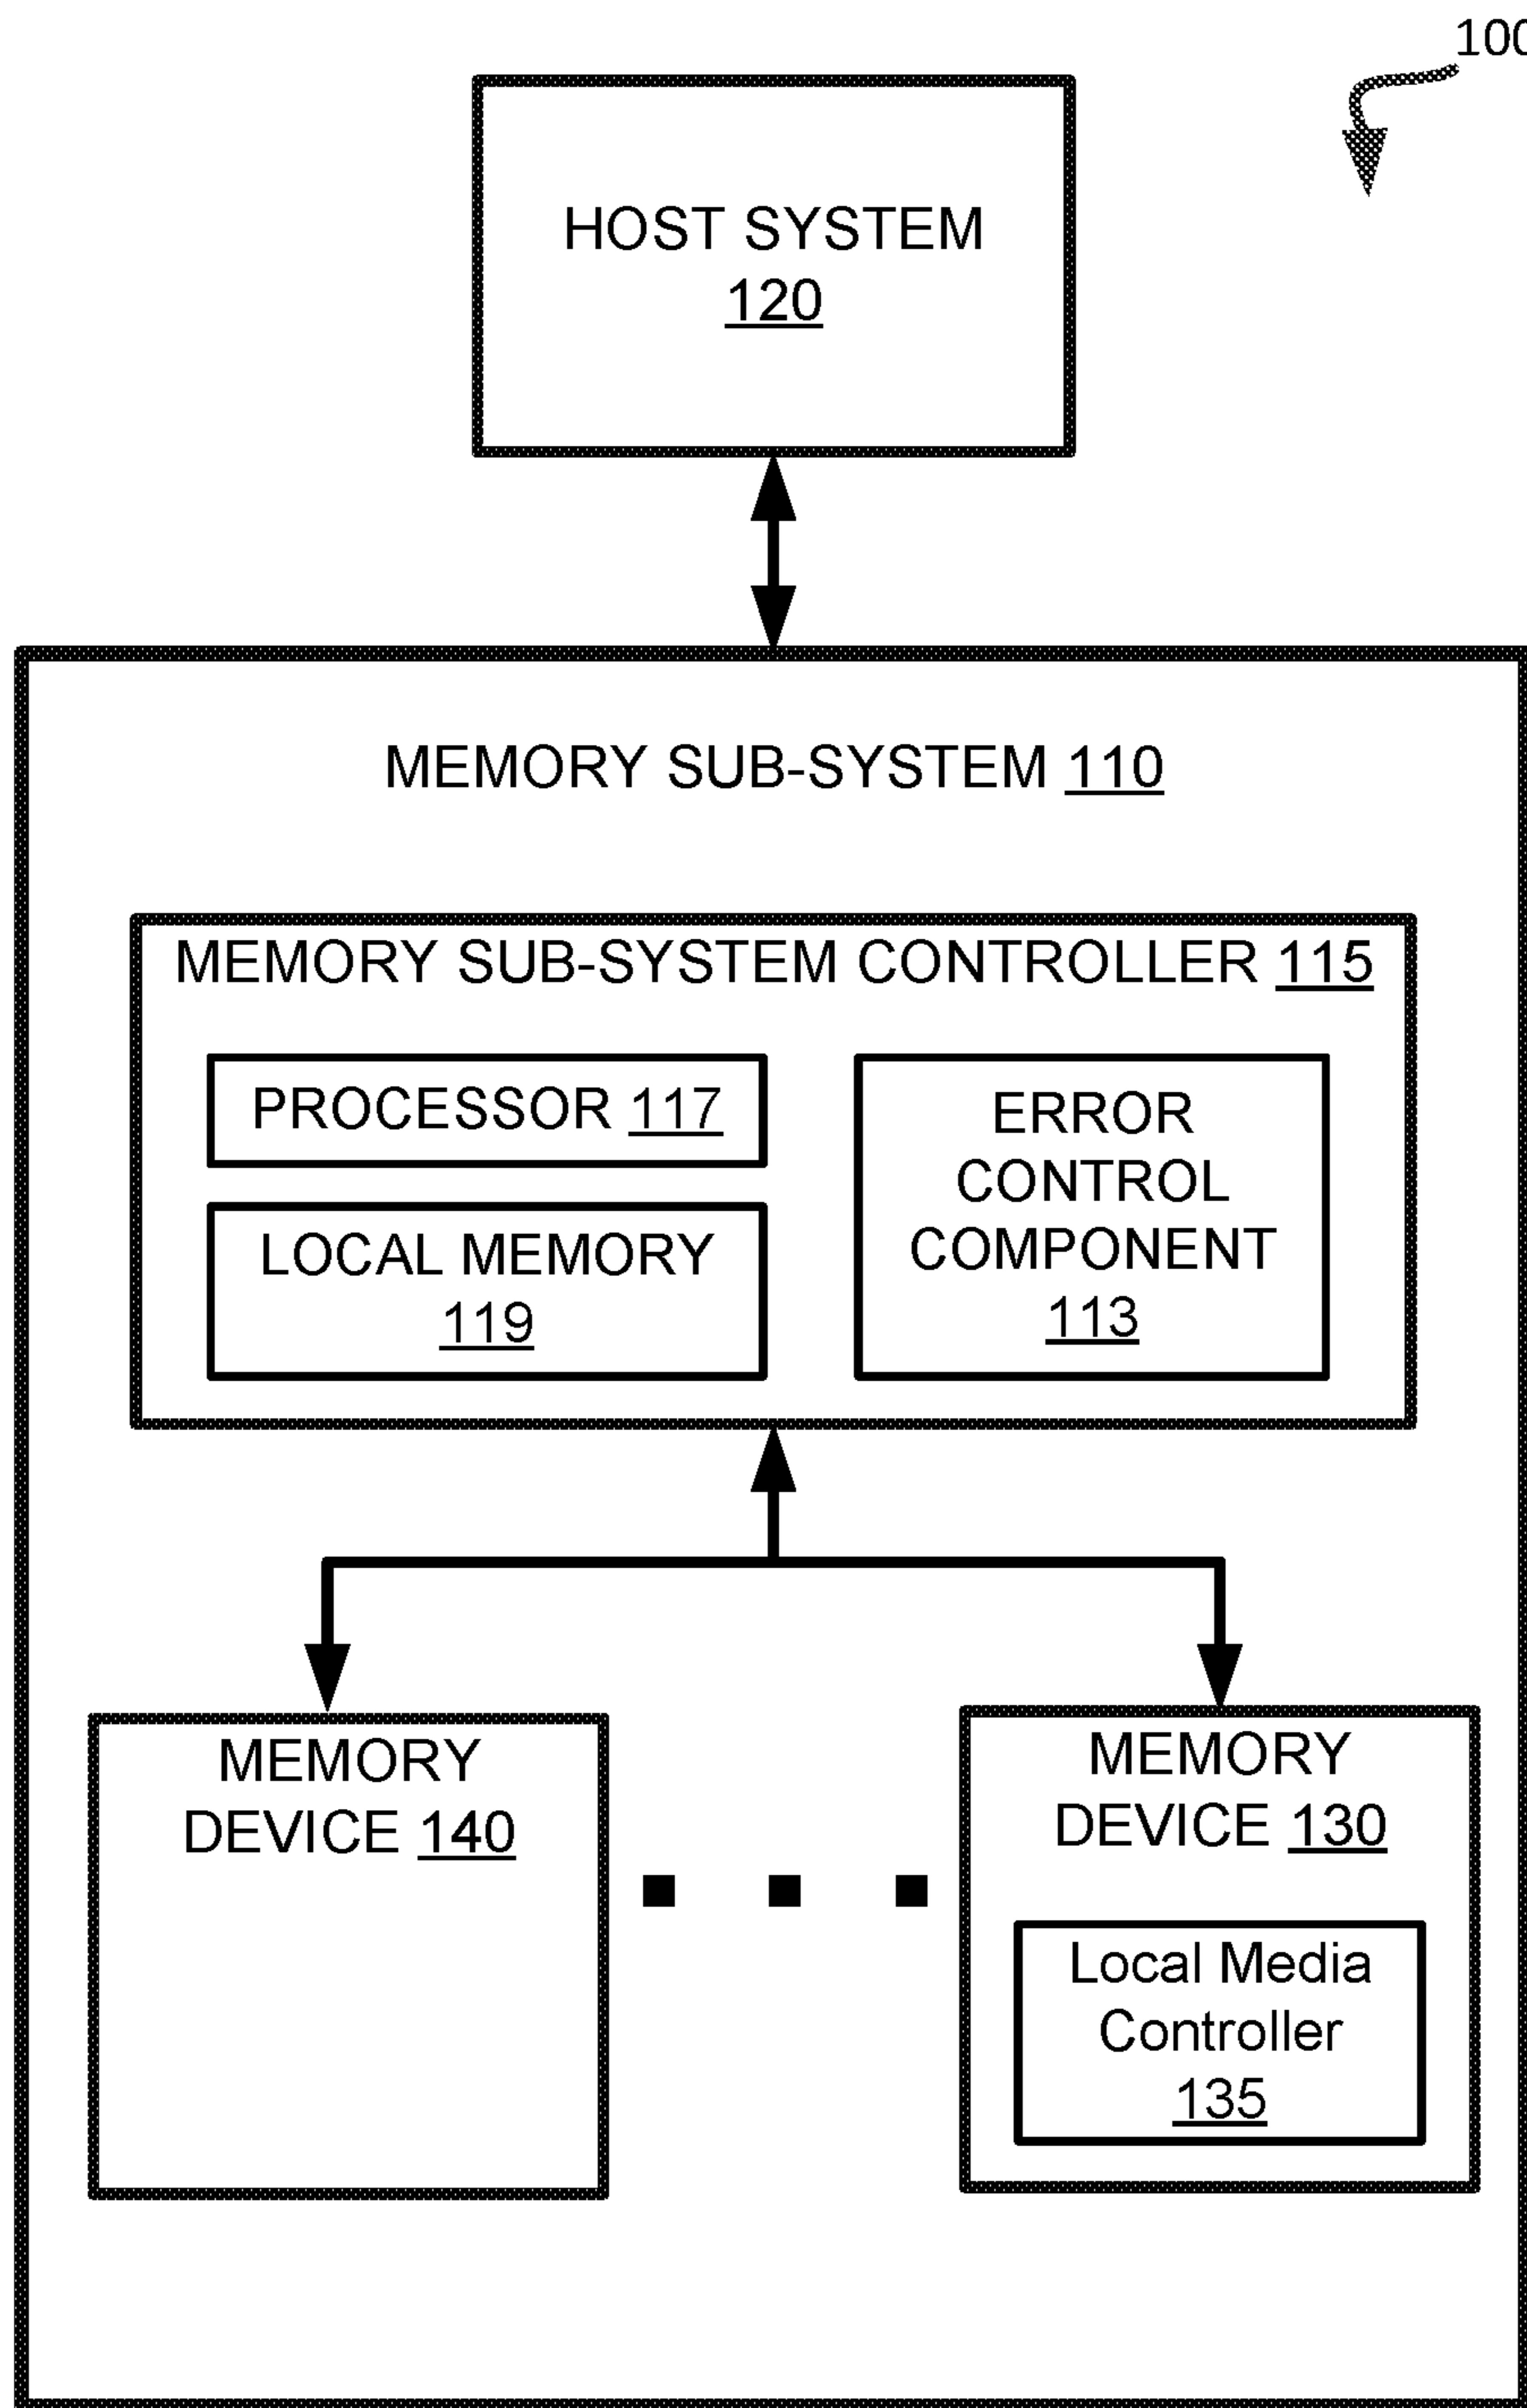 100
HOST SYSTEM
120
MEMORY SUB-SYSTEM 110
MEMORY SUB-SYSTEM CONTROLLER 115
PROCESSOR 117
LOCAL MEMORY
119
ERROR
CONTROL
COMPONENT
113
MEMORY
DEVICE 140
MEMORY
DEVICE 130
Local Media
Controller
135